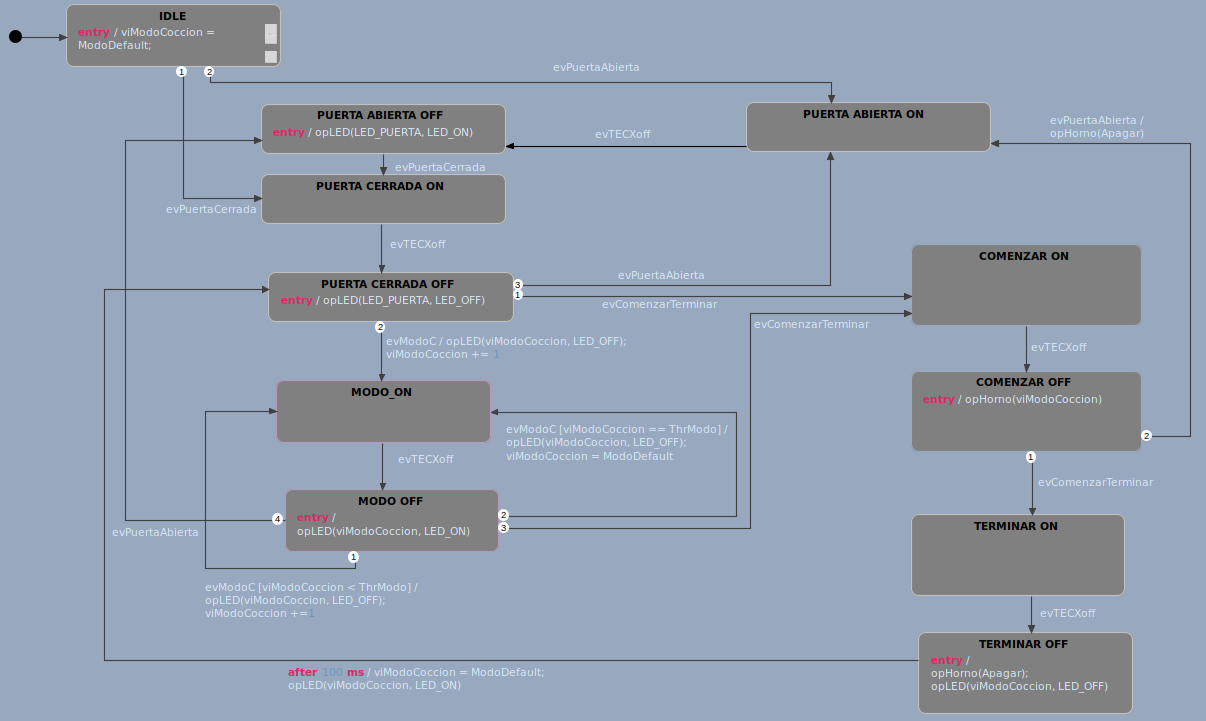 IDLE
entry / viModoCoccion =
ModoDefault;
1
2
evPuertaAbierta
PUERTA ABIERTA OFF
entry / opLED(LED_PUERTA, LED_ON)
PUERTA ABIERTA ON
evTECXoff
evPuertaAbierta /
opHorno(Apagar)
evPuertaCerrada
PUERTA CERRADA ON
evPuertaCerrada
evTECXoff
PUERTA CERRADA OFF
entry / opLED(LED_PUERTA, LED_OFF)
3
1
2
evPuertaAbierta
evComenzarTerminar
COMENZAR ON
evComenzarTerminar
evModoC / opLED(viModoCoccion, LED_OFF);
viModoCoccion += 1
evTECXoff
MODO_ON
COMENZAR OFF
entry / opHorno(viModoCoccion)
2
1
evModoC [viModoCoccion == ThrModo] /
opLED(viModoCoccion, LED_OFF);
viModoCoccion = ModoDefault
evTECXoff
evComenzarTerminar
MODO OFF
entry /
opLED(viModoCoccion, LED_ON)
4
2
3
1
evPuertaAbierta
TERMINAR ON
evModoC [viModoCoccion < ThrModo] /
opLED(viModoCoccion, LED_OFF);
viModoCoccion +=1
evTECXoff
TERMINAR OFF
entry /
opHorno(Apagar);
opLED(viModoCoccion, LED_OFF)
after 100 ms / viModoCoccion = ModoDefault;
opLED(viModoCoccion, LED_ON)